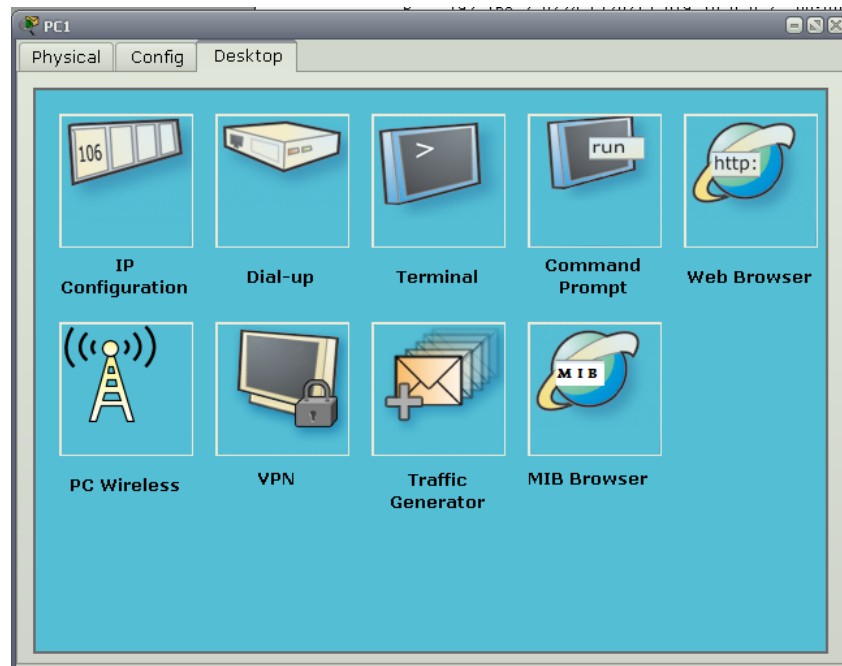 PC1
Physical Config Desktop
106
>
run
http:
IP
Configuration
Dial-up
Terminal
Command
Prompt
Web Browser
MIB
PC Wireless
VPN
Traffic
Generator
MIB Browser